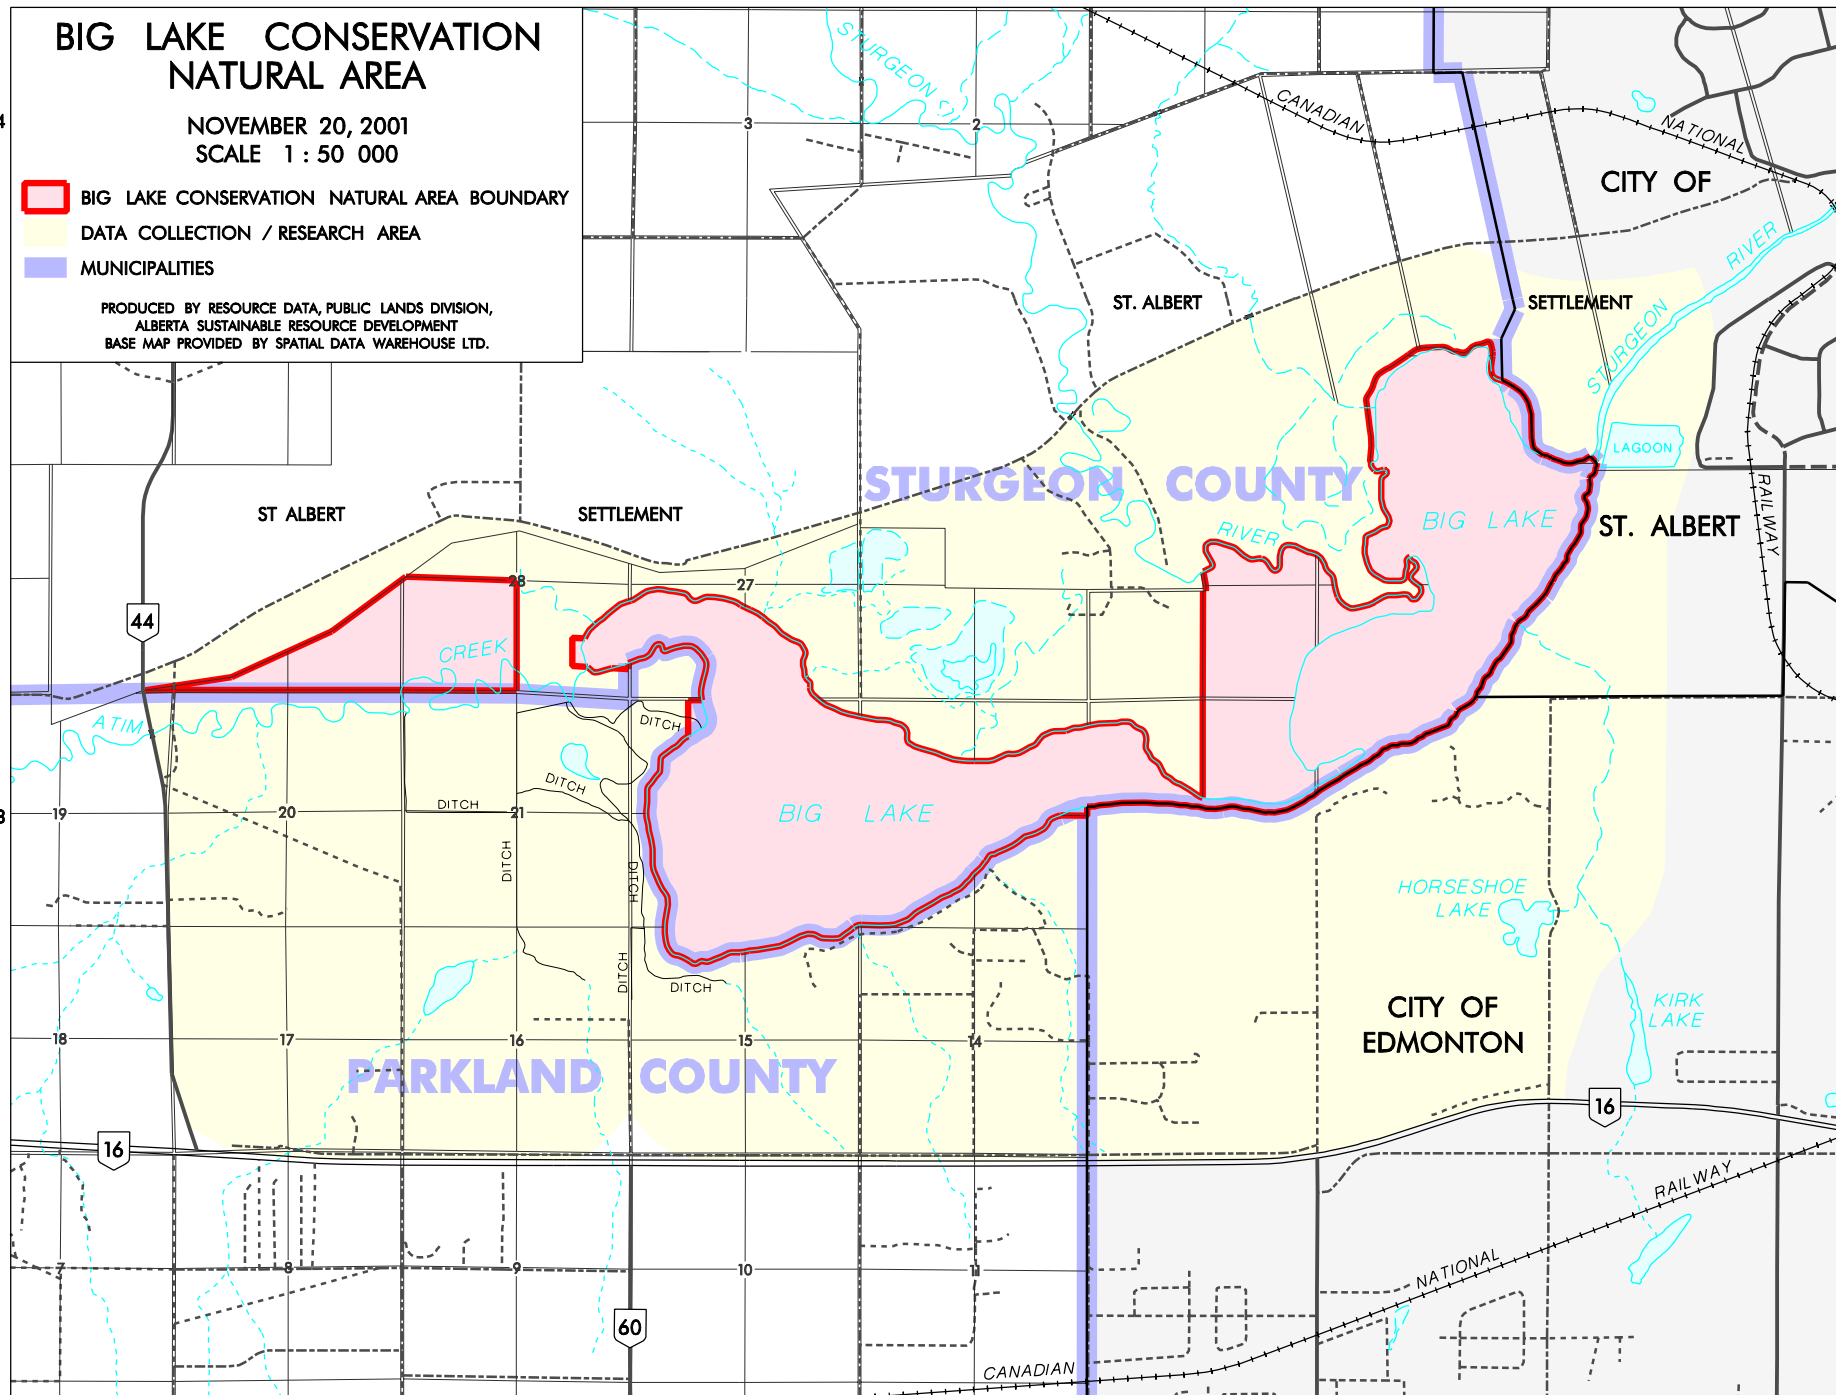 BIG LAKE CONSERVATION
NATURAL AREA
NOVEMBER 20, 2001
SCALE 1 : 50 000
BIG LAKE CONSERVATION NATURAL AREA BOUNDARY
DATA COLLECTION / RESEARCH AREA
MUNICIPALITIES
PRODUCED BY RESOURCE DATA, PUBLIC LANDS DIVISION,
ALBERTA SUSTAINABLE RESOURCE DEVELOPMENT
BASE MAP PROVIDED BY SPATIAL DATA WAREHOUSE LTD.
STURGEON
3
2
4
CANADIAN
NATIONAL
CITY OF
RIVER
ST. ALBERT
SETTLEMENT
STURGEON
LAGOON
RAILWAY
STURGEON COUNTY
ST ALBERT
SETTLEMENT
BIG LAKE
ST. ALBERT
RIVER
28
27
44
CREEK
ATIM
DITCH
DITCH
DITCH
19
20
21
BIG LAKE
DITCH
DITCH
HORSESHOE
LAKE
DITCH
DITCH
KIRK
LAKE
CITY OF
EDMONTON
18
17
16
15
14
PARKLAND COUNTY
16
16
RAILWAY
NATIONAL
7
8
9
10
11
60
CANADIAN